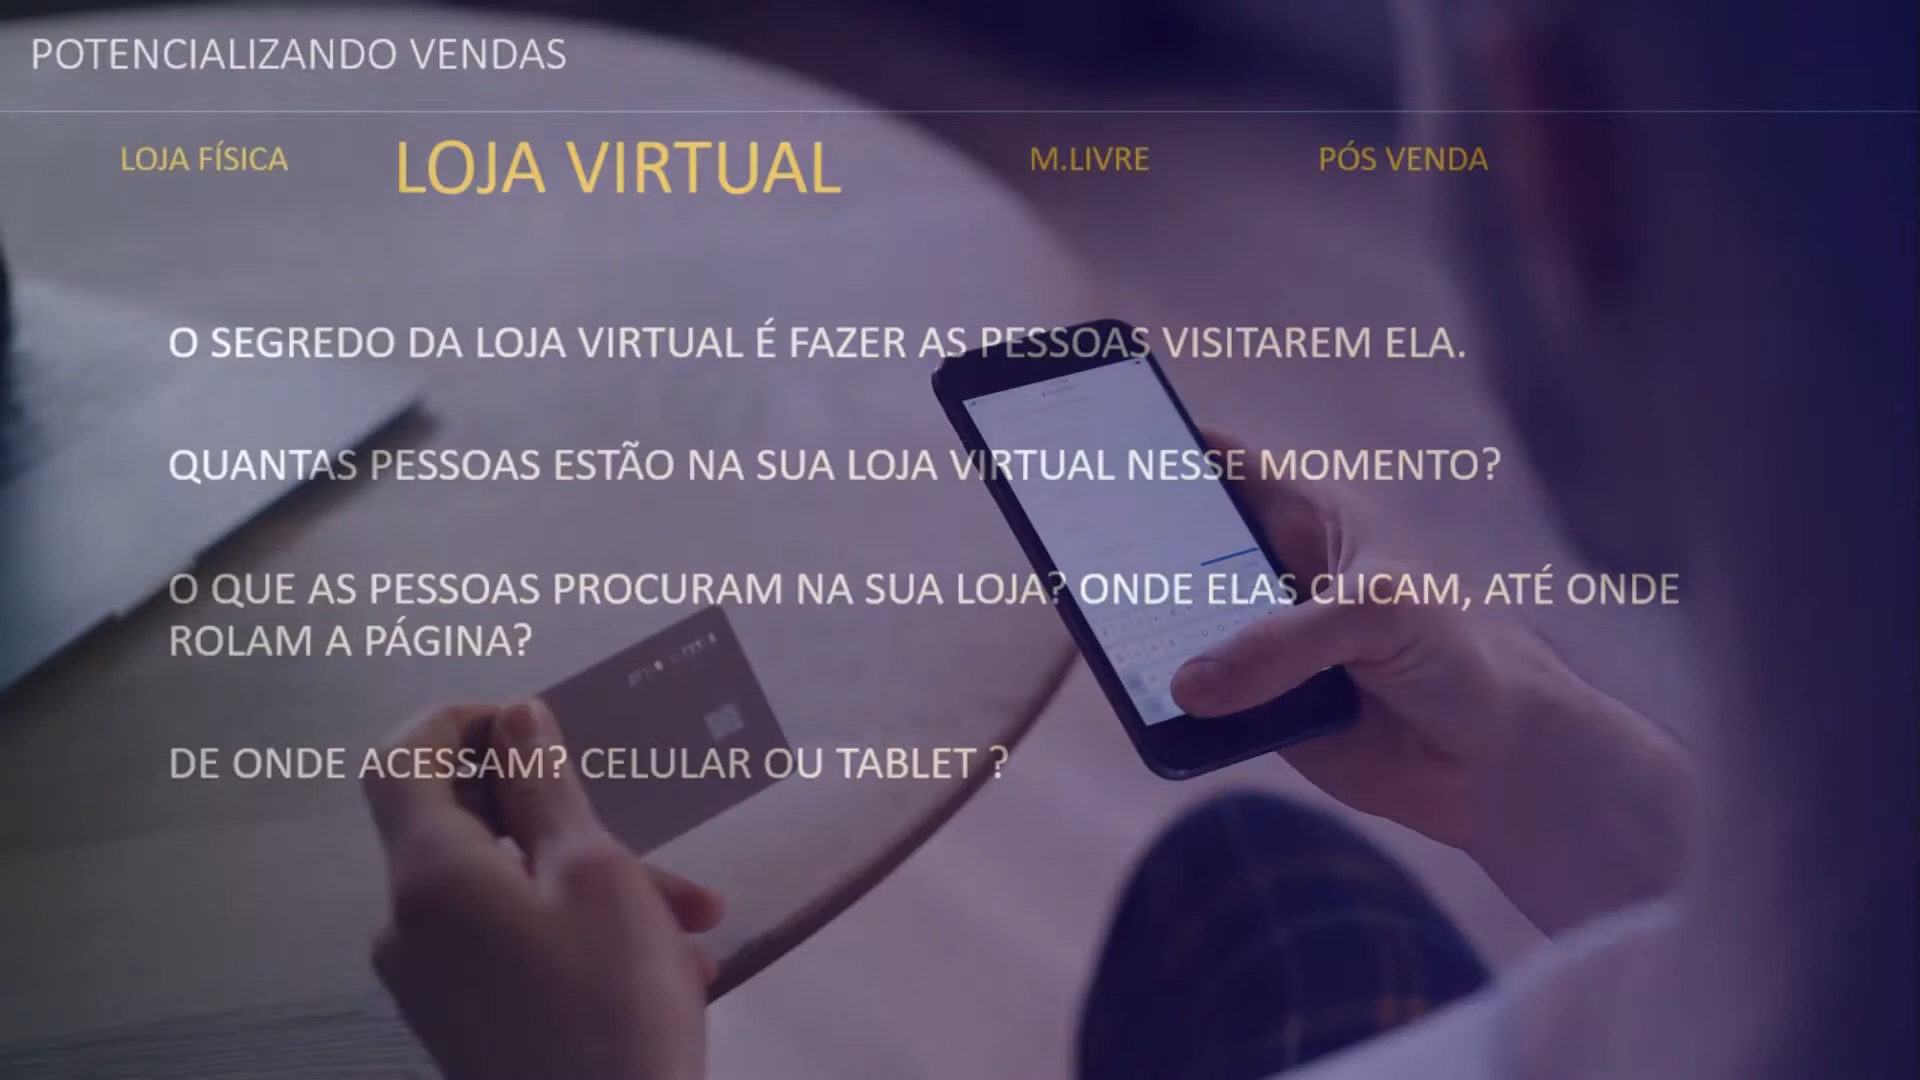 POTENCIALIZANDO VENDAS
LOJA FÍSICA
LOJA VIRTUAL
M.LIVRE
PÓS VENDA
O SEGREDO DA LOJA VIRTUAL É FAZER AS PESSOAS VISITAREM ELA.
QUANTAS PESSOAS ESTÃO NA SUA LOJA VIRTUAL NESSE MOMENTO?
O QUE AS PESSOAS PROCURAM NA SUA LOJA? ONDE ELAS CLICAM, ATÉ ONDE
ROLAM A PÁGINA?
DE ONDE ACESSAM? CELULAR OU TABLET ?